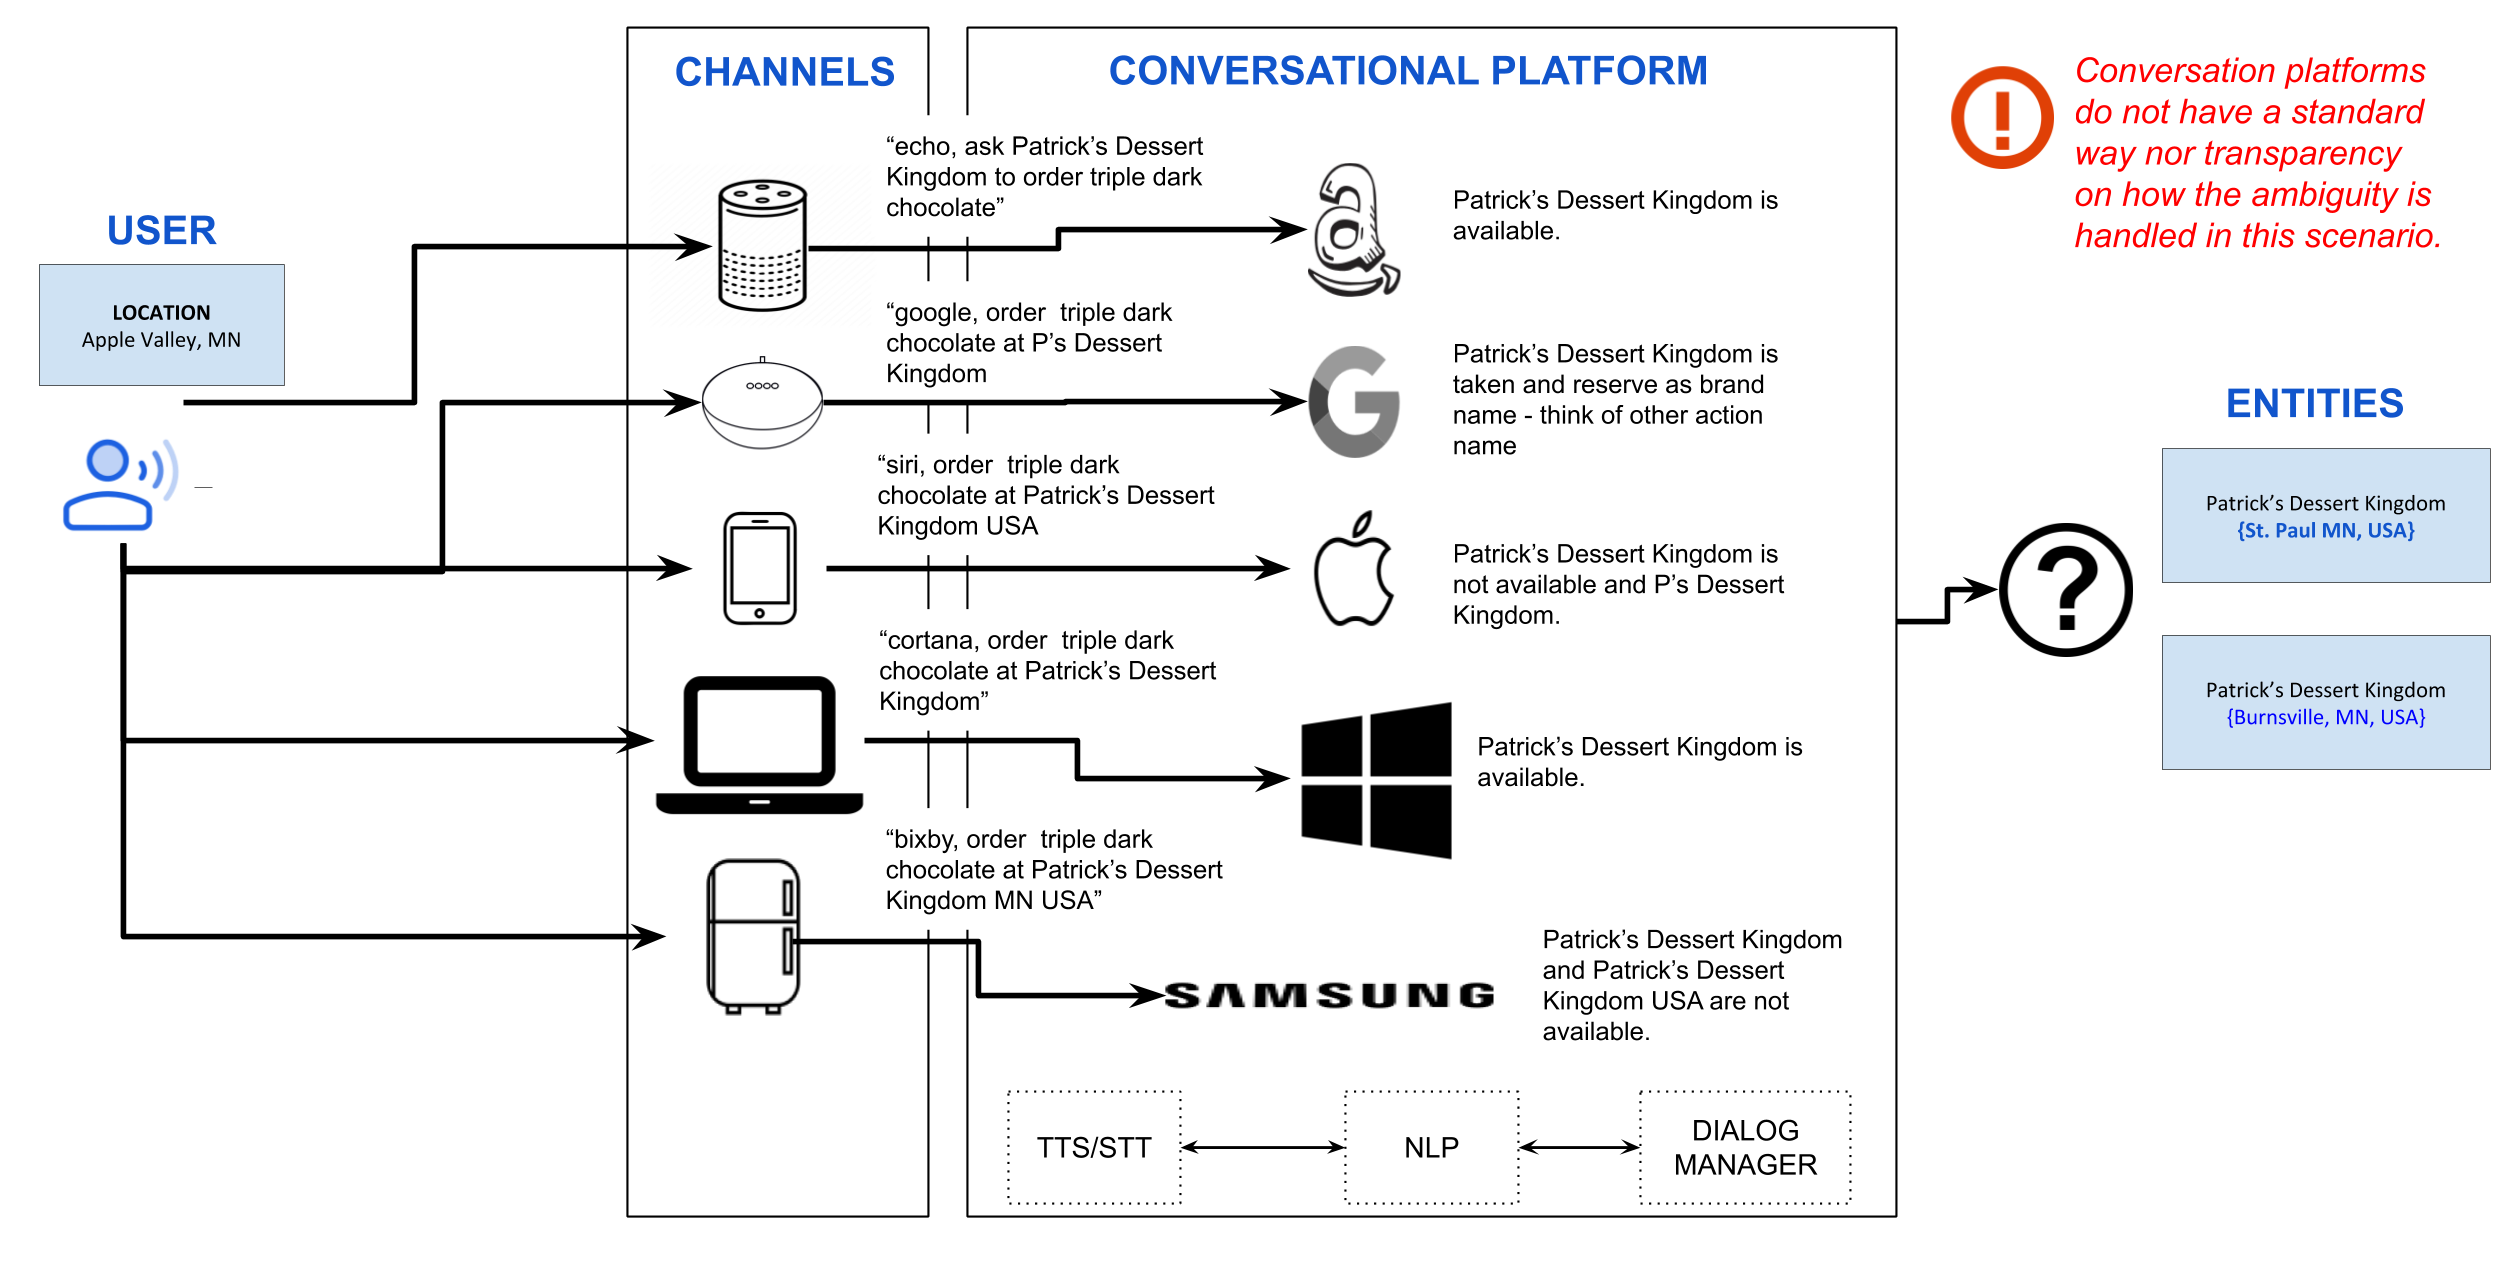 CHANNELS
CONVERSATIONAL PLATFORM
Conversation platforms
do not have a standard
way nor transparency
on how the ambiguity is
handled in this scenario.
USER
LOCATION
Apple Valley, MN
“echo, ask Patrick’s Dessert
Kingdom to order triple dark
chocolate”
Patrick’s Dessert Kingdom is
available.
“google, order  triple dark
chocolate at P’s Dessert
Kingdom
Patrick’s Dessert Kingdom is
taken and reserve as brand
name - think of other action
name
“siri, order  triple dark
chocolate at Patrick’s Dessert
Kingdom USA
Patrick’s Dessert Kingdom is
not available and P’s Dessert
Kingdom.
“cortana, order  triple dark
chocolate at Patrick’s Dessert
Kingdom”
Patrick’s Dessert Kingdom is
available.
“bixby, order  triple dark
chocolate at Patrick’s Dessert
Kingdom MN USA”
SAMSUNG
Patrick’s Dessert Kingdom
and Patrick’s Dessert
Kingdom USA are not
available.
TTS/STT
NLP
DIALOG
MANAGER
?
ENTITIES
Patrick’s Dessert Kingdom
{St. Paul MN, USA}
Patrick’s Dessert Kingdom
{Burnsville, MN, USA}